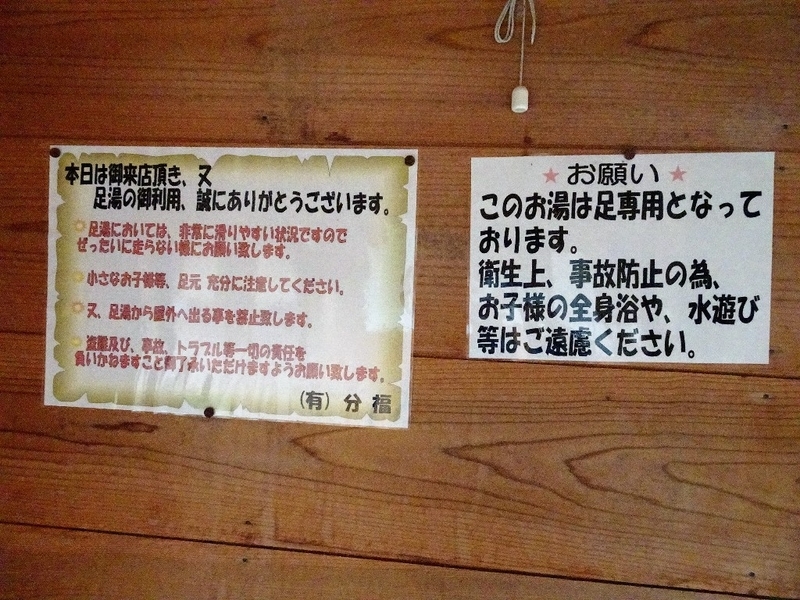 本日は御来店頂き、又
足湯の御利用、誠にありがとうございます。
足湯においては、非常に滑りやすい状況ですので
ぜったいに走らない様にお願い致します。
小さなお子様等、足元 充分に注意してください。
又、足湯から屋外へ出る事を禁止致します。
盗難及び、事故、トラブル等一切の責任を
負いかねますこと御了承いただけますようお願い致します。
(有) 分福
★ お願い ★
このお湯は足専用となって
おります。
衛生上、事故防止の為、
お子様の全身浴や、水遊び
等はご遠慮ください。